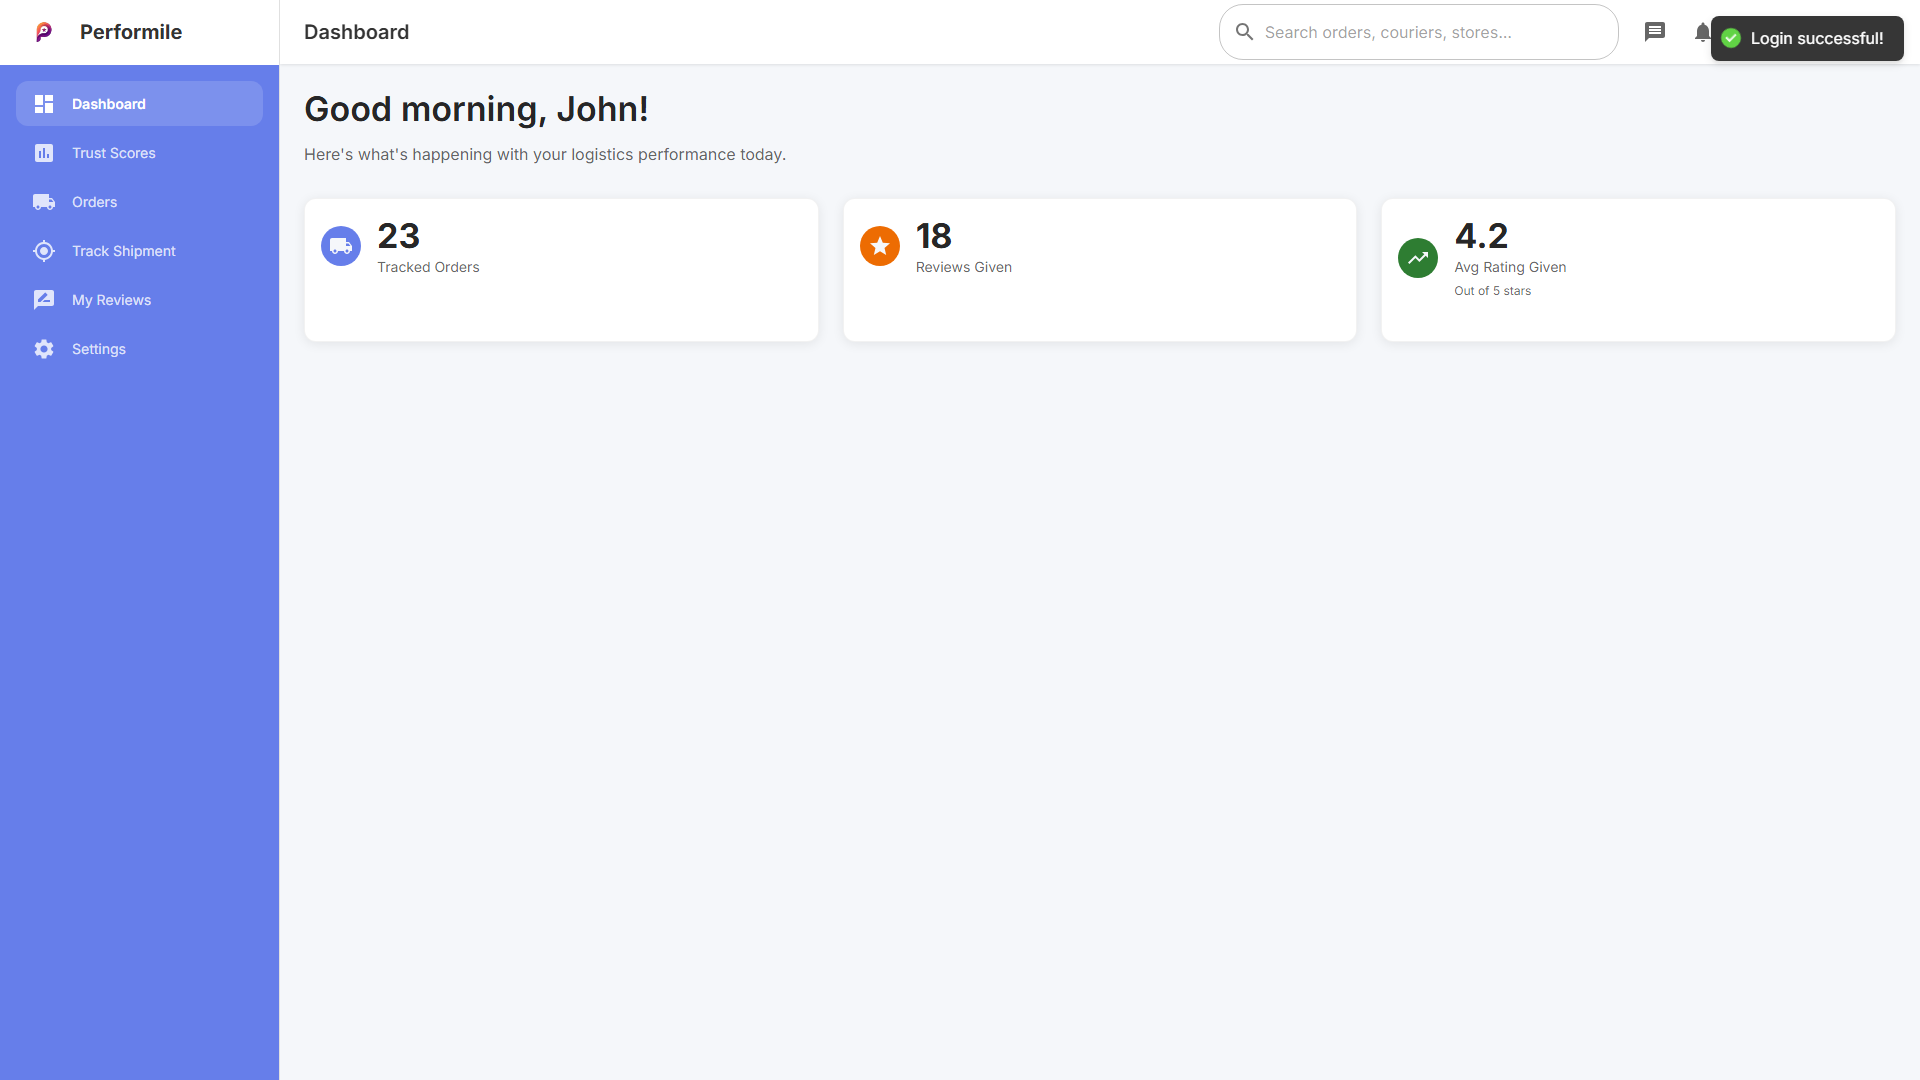 Performile
Dashboard
Search orders, couriers, stores...
Login successful!
Dashboard
Trust Scores
Orders
Track Shipment
My Reviews
Settings
Good morning, John!
Here's what's happening with your logistics performance today.
23
Tracked Orders
18
Reviews Given
4.2
Avg Rating Given
Out of 5 stars